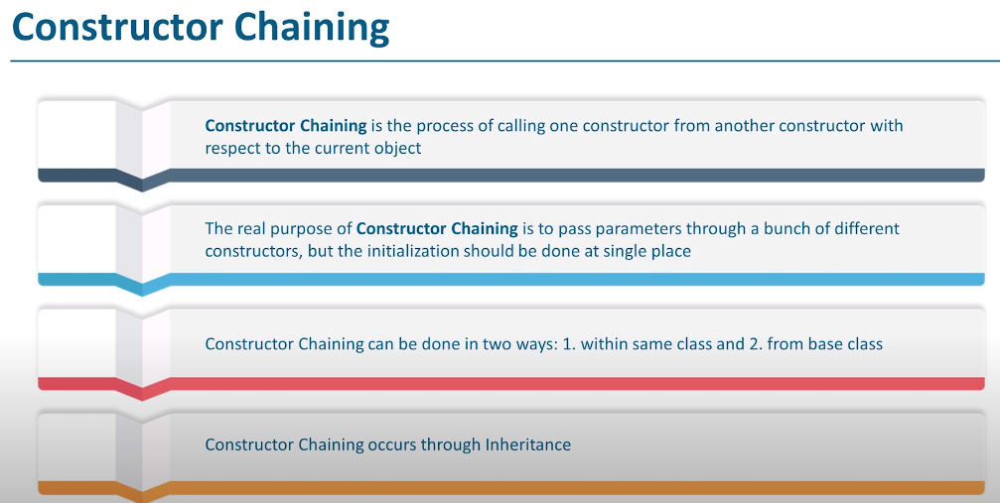 Constructor Chaining
Constructor Chaining is the process of calling one constructor from another constructor with
respect to the current object
The real purpose of Constructor Chaining is to pass parameters through a bunch of different
constructors, but the initialization should be done at single place
Constructor Chaining can be done in two ways: 1. within same class and 2. from base class
Constructor Chaining occurs through Inheritance